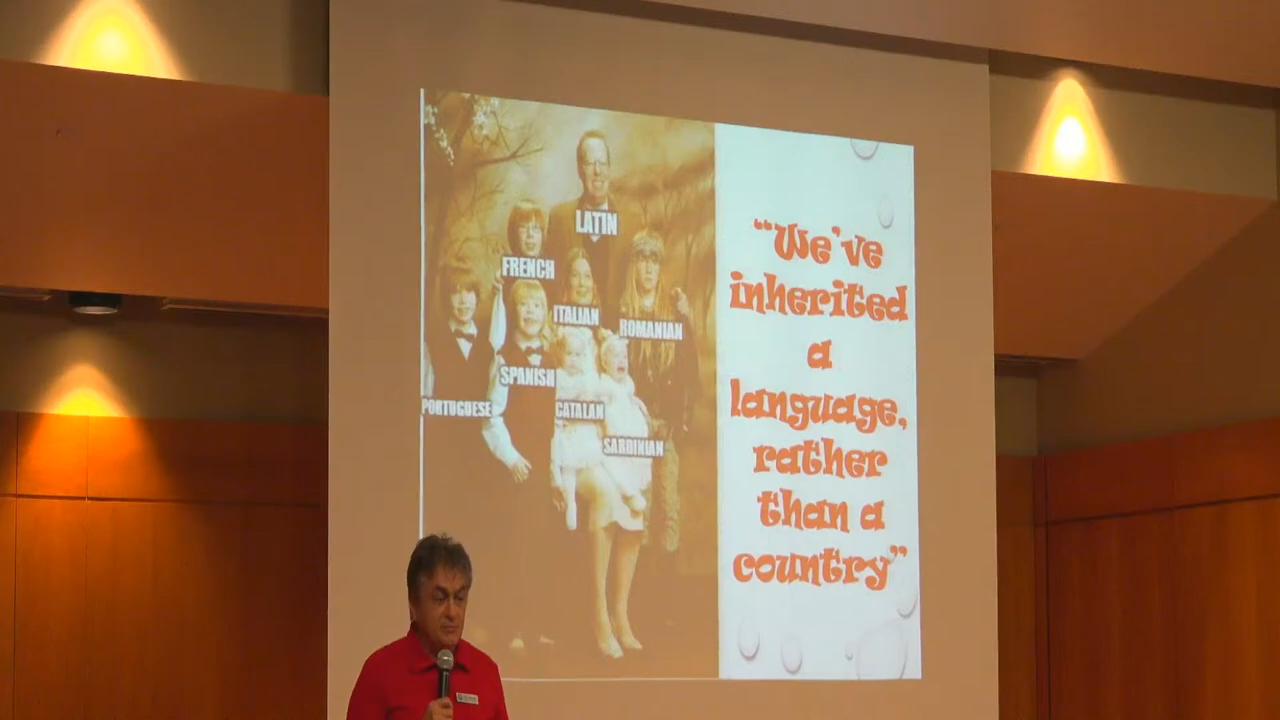 LATIN
FRENCH
ITALIAN
ROMANIAN
SPANISH
PORTUGUESE
CATALAN
SARDINIAN
“We’ve
inherited
a
language,
rather
than a
country”